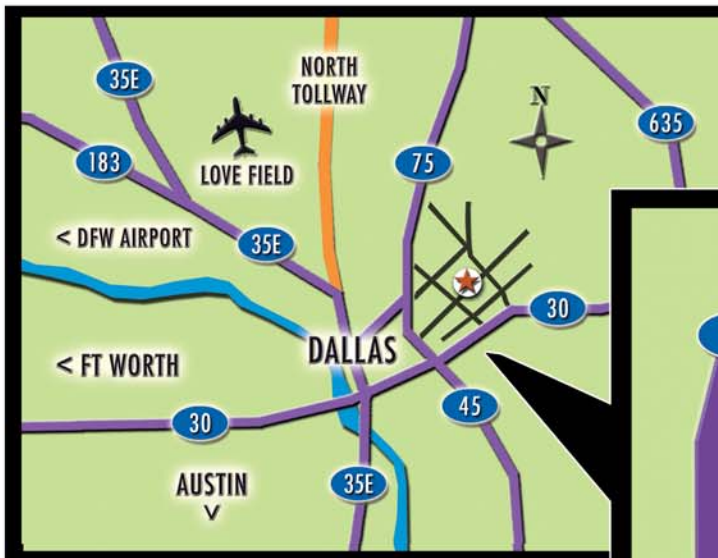 35E
NORTH
TOLLWAY
N
635
183
75
LOVE FIELD
< DFW AIRPORT
35E
30
DALLAS
< FT WORTH
30
45
AUSTIN
V
35E